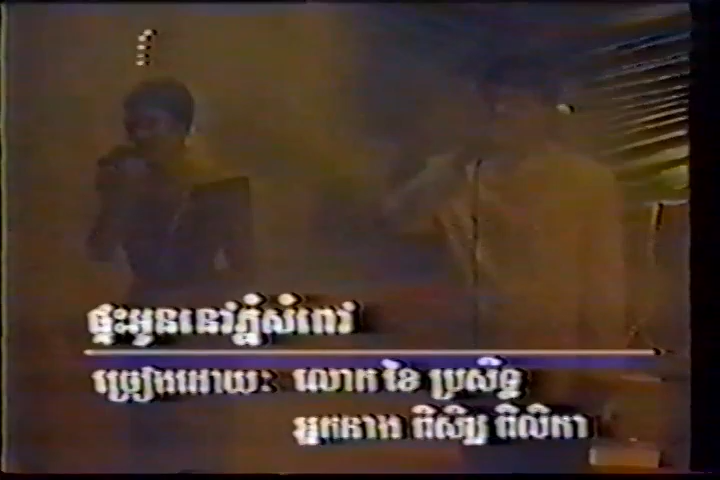 ផ្ទះអូននៅភ្នំសំពៅ
ច្រៀងដោយ: លោក ខៃ ប្រសិទ្ធ
អ្នកនាង ពិសិដ្ឋ ពិលីកា